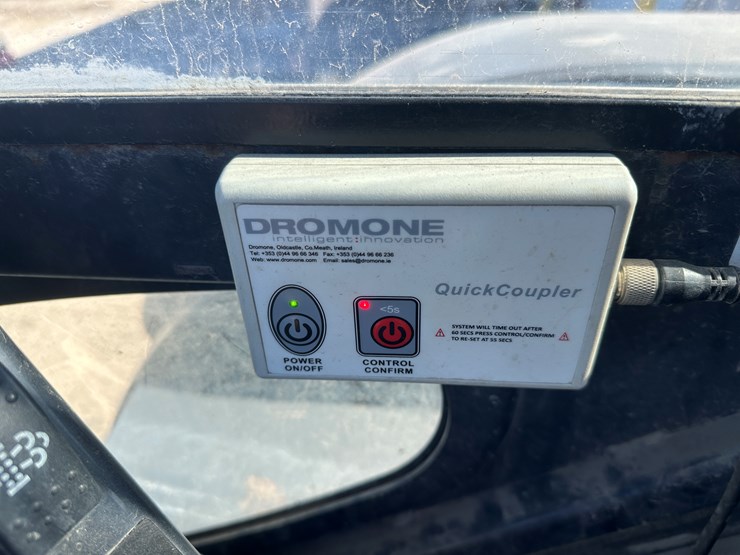 DROMONE
intelligent:innovation
Dromone, Oldcastle, Co.Meath, Ireland
Tel: +353 (0)44 96 66 346 Fax: +353 (0)44 96 66 236
Web: www.dromone.com Email: sales@dromone.ie
QuickCoupler
<5s
SYSTEM WILL TIME OUT AFTER
60 SECS PRESS CONTROL/CONFIRM
TO RE-SET AT 55 SECS
POWER
ON/OFF
CONTROL
CONFIRM